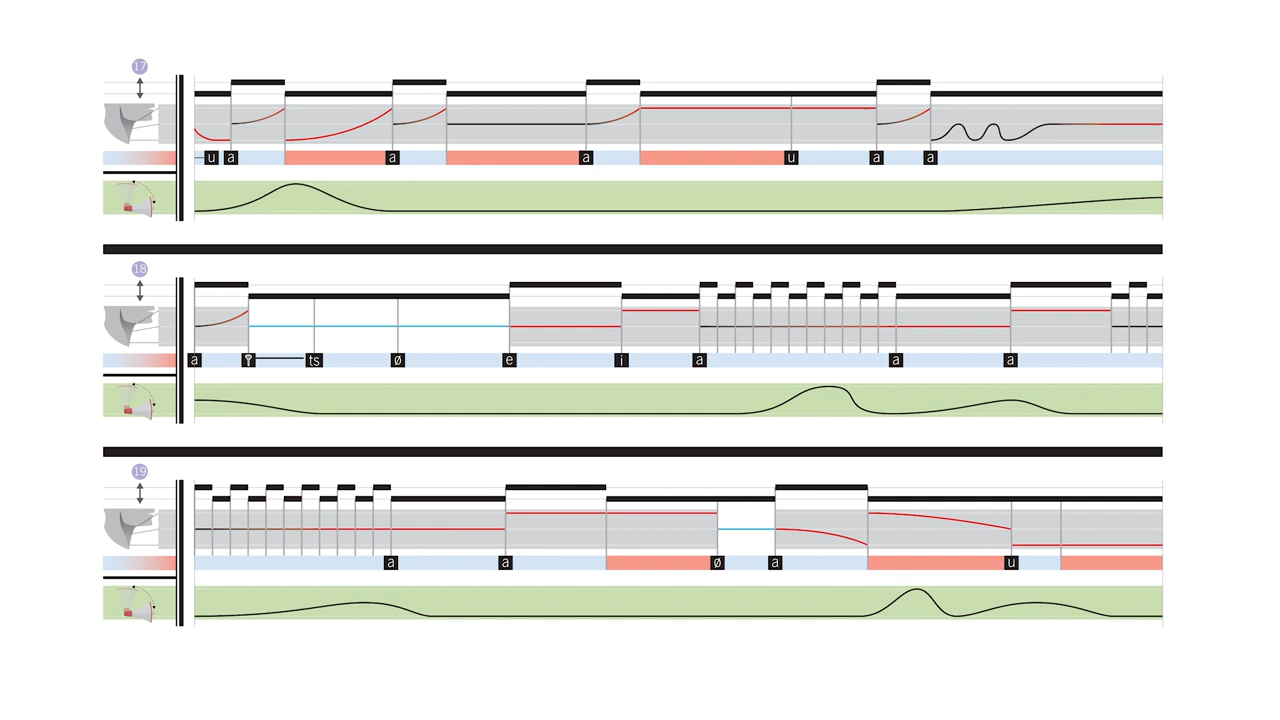 17
u a a a u a a
18
a ʕ ts ø e i a a a
19
a a ø a u